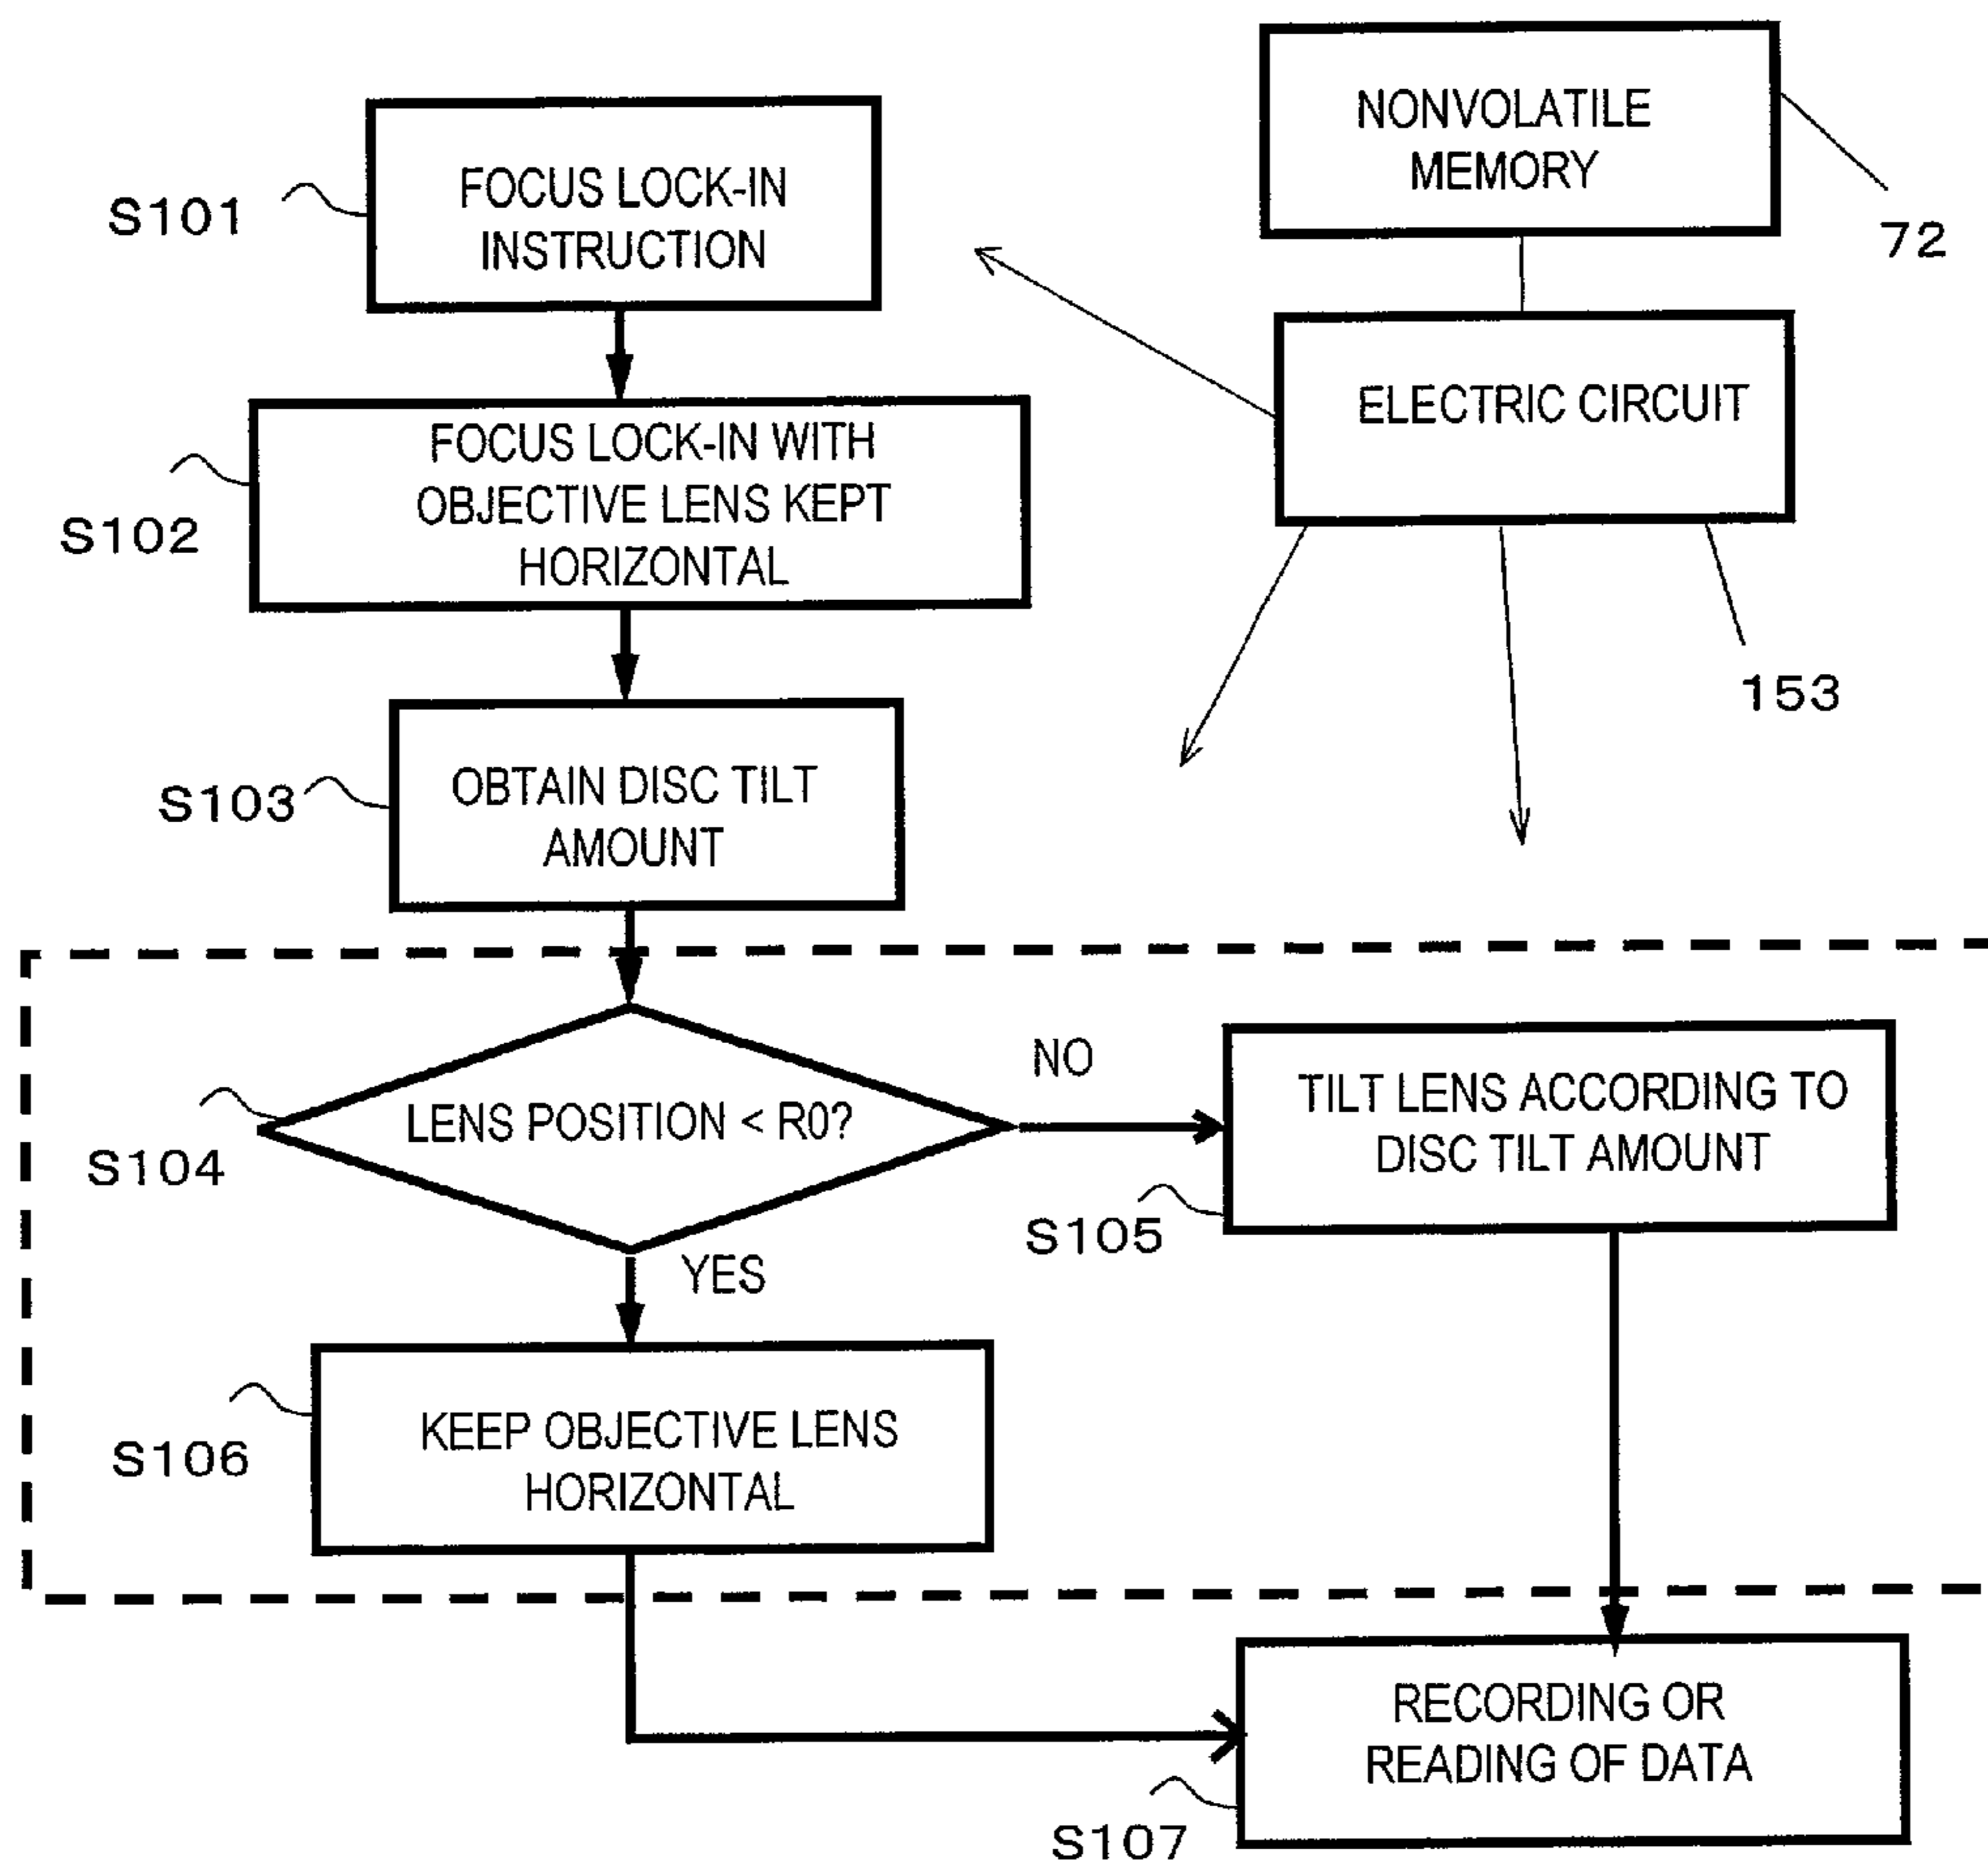 NONVOLATILE
MEMORY
72
S101
FOCUS LOCK-IN
INSTRUCTION
ELECTRIC CIRCUIT
153
S102
FOCUS LOCK-IN WITH
OBJECTIVE LENS KEPT
HORIZONTAL
S103
OBTAIN DISC TILT
AMOUNT
S104
LENS POSITION < R0?
NO
YES
S105
TILT LENS ACCORDING TO
DISC TILT AMOUNT
S106
KEEP OBJECTIVE LENS
HORIZONTAL
S107
RECORDING OR
READING OF DATA